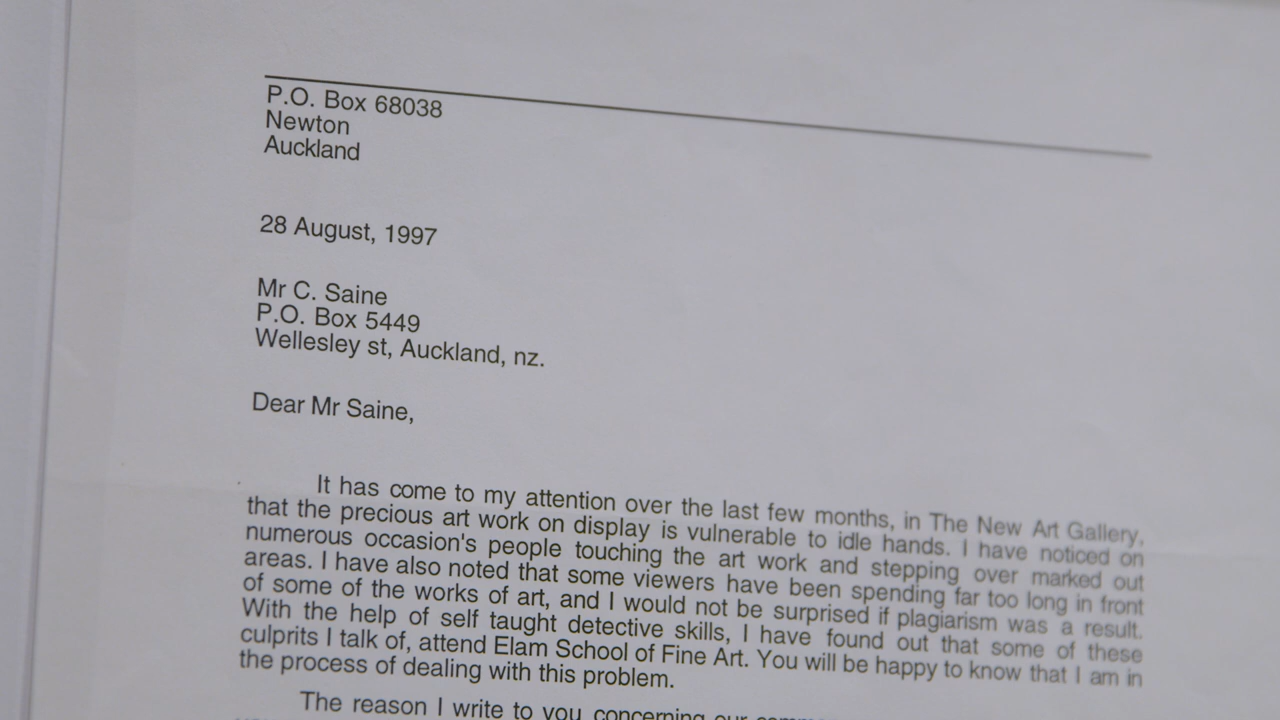 P.O. Box 68038
Newton
Auckland
28 August, 1997
Mr C. Saine
P.O. Box 5449
Wellesley st, Auckland, nz.
Dear Mr Saine,
It has come to my attention over the last few months, in The New Art Gallery,
that the precious art work on display is vulnerable to idle hands. I have noticed on
numerous occasion's people touching the art work and stepping over marked out
areas. I have also noted that some viewers have been spending far too long in front
of some of the works of art, and I would not be surprised if plagiarism was a result.
With the help of self taught detective skills, I have found out that some of these
culprits I talk of, attend Elam School of Fine Art. You will be happy to know that I am in
the process of dealing with this problem.
The reason I write to you concerning our